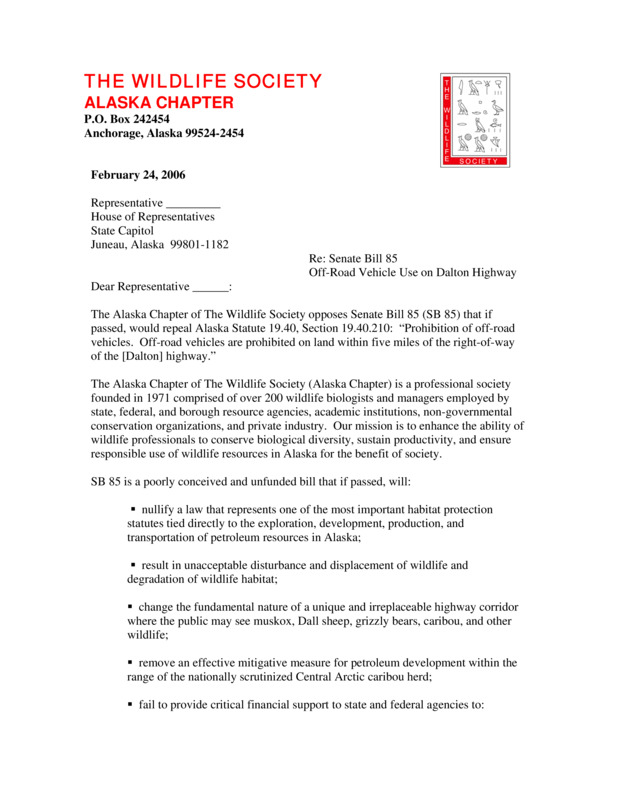 THE WILDLIFE SOCIETY
ALASKA CHAPTER
P.O. Box 242454
Anchorage, Alaska 99524-2454
THE WILDLIFE
SOCIETY
February 24, 2006
Representative _________
House of Representatives
State Capitol
Juneau, Alaska  99801-1182
Re: Senate Bill 85
Off-Road Vehicle Use on Dalton Highway
Dear Representative ______:
The Alaska Chapter of The Wildlife Society opposes Senate Bill 85 (SB 85) that if
passed, would repeal Alaska Statute 19.40, Section 19.40.210:  “Prohibition of off-road
vehicles.  Off-road vehicles are prohibited on land within five miles of the right-of-way
of the [Dalton] highway.”
The Alaska Chapter of The Wildlife Society (Alaska Chapter) is a professional society
founded in 1971 comprised of over 200 wildlife biologists and managers employed by
state, federal, and borough resource agencies, academic institutions, non-governmental
conservation organizations, and private industry.  Our mission is to enhance the ability of
wildlife professionals to conserve biological diversity, sustain productivity, and ensure
responsible use of wildlife resources in Alaska for the benefit of society.
SB 85 is a poorly conceived and unfunded bill that if passed, will:
▪ nullify a law that represents one of the most important habitat protection
statutes tied directly to the exploration, development, production, and
transportation of petroleum resources in Alaska;
▪ result in unacceptable disturbance and displacement of wildlife and
degradation of wildlife habitat;
▪ change the fundamental nature of a unique and irreplaceable highway corridor
where the public may see muskox, Dall sheep, grizzly bears, caribou, and other
wildlife;
▪ remove an effective mitigative measure for petroleum development within the
range of the nationally scrutinized Central Arctic caribou herd;
▪ fail to provide critical financial support to state and federal agencies to: